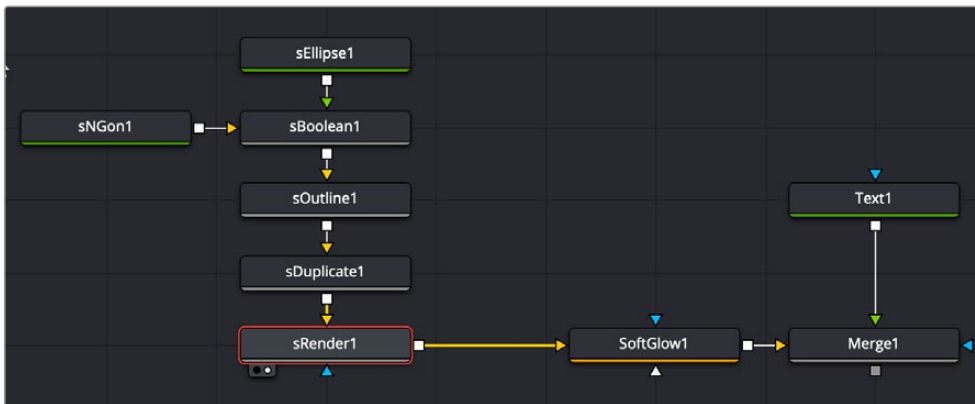 sEllipse1
sNGon1
sBoolean1
sOutline1
Text1
sDuplicate1
sRender1
SoftGlow1
Merge1